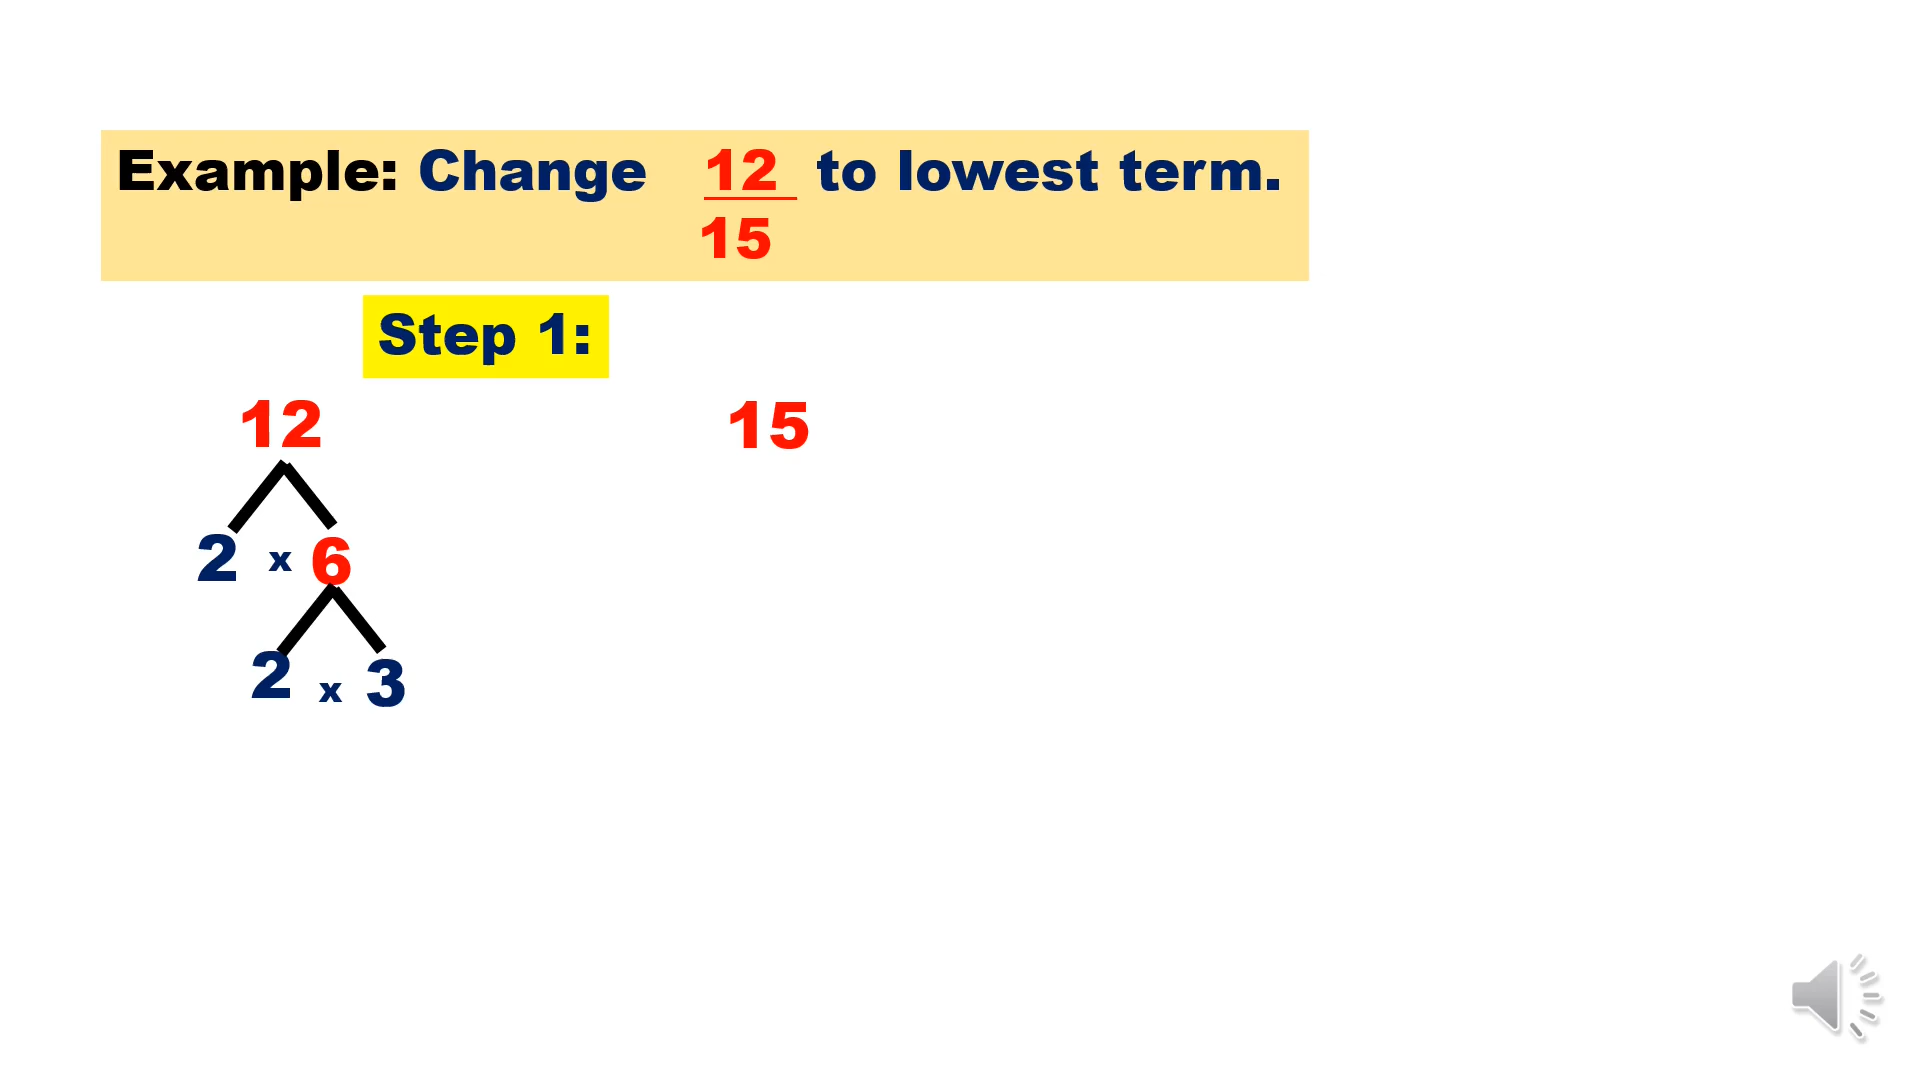 Example: Change 12 to lowest term.
15
Step 1:
12 15
2 x 6
2 x 3